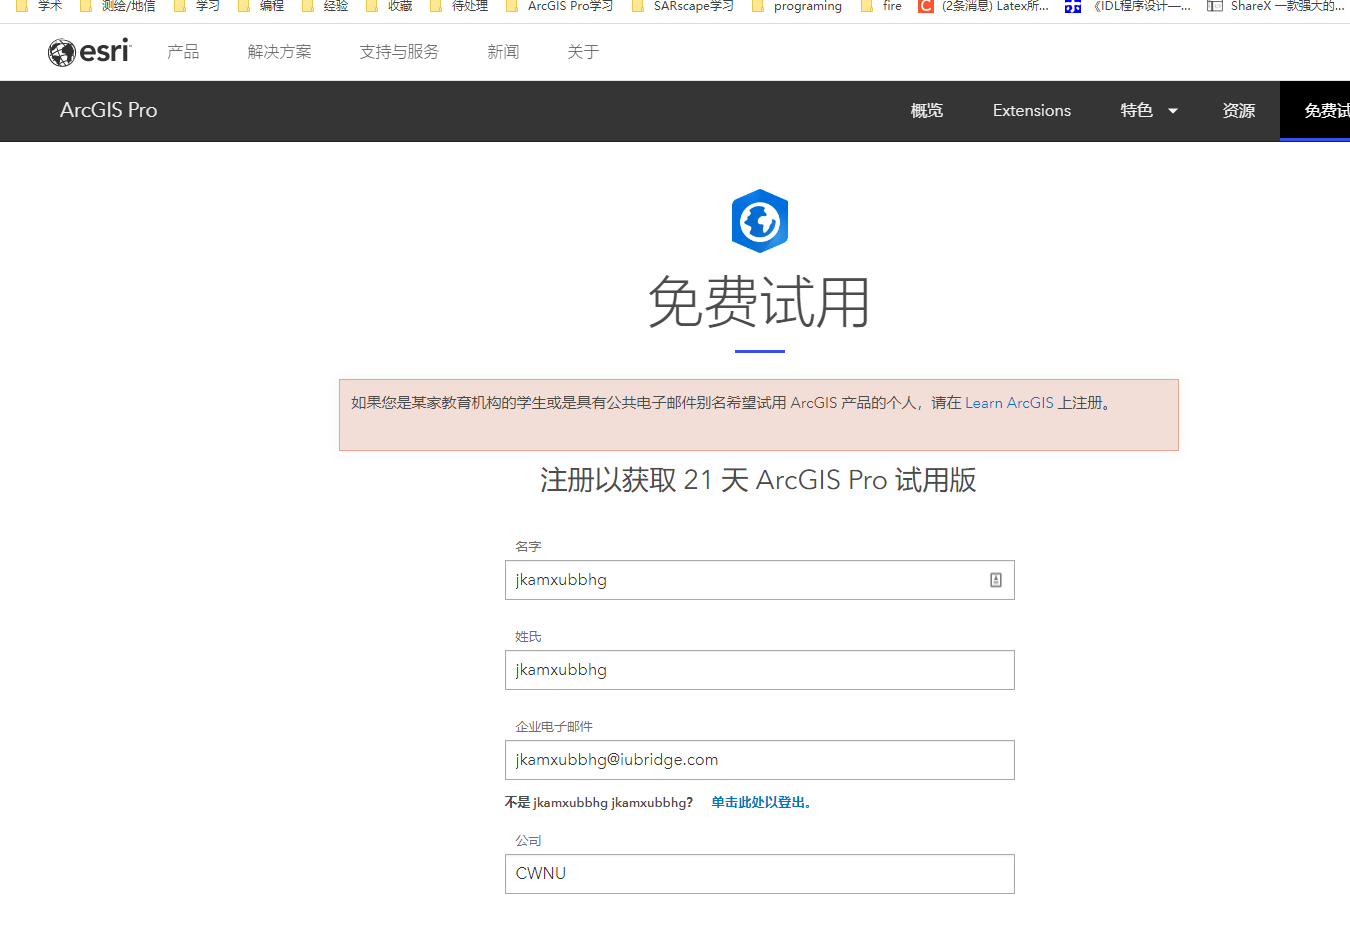 学术 测绘/地信 学习 编程 经验 收藏 待处理 ArcGIS Pro学习 SARscape学习 programing fire (2条消息) Latex所... 《IDL程序设计—... ShareX 一款强大的...
esri 产品 解决方案 支持与服务 新闻 关于
ArcGIS Pro 概览 Extensions 特色 资源 免费试
免费试用
如果您是某家教育机构的学生或是具有公共电子邮件别名希望试用 ArcGIS 产品的个人，请在 Learn ArcGIS 上注册。
注册以获取 21 天 ArcGIS Pro 试用版
名字
jkamxubbhg
姓氏
jkamxubbhg
企业电子邮件
jkamxubbhg@iubridge.com
不是 jkamxubbhg jkamxubbhg? 单击此处以登出。
公司
CWNU